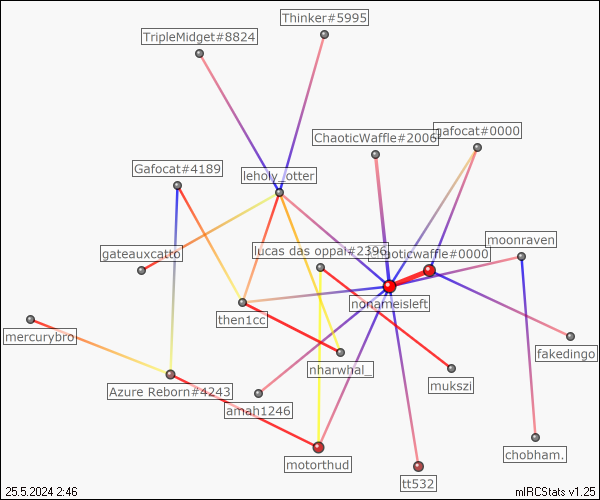 Thinker#5995
TripleMidget#8824
ChaoticWaffle#2006
gafocat#0000
Gafocat#4189
leholy_otter
moonraven
gateauxcatto
lucas das oppai#2396
chaoticwaffle#0000
nonameisleft
then1cc
mercurybro
fakedingo
nharwhal_
mukszi
Azure Reborn#4243
amah1246
chobham.
motorthud
tt532
25.5.2024 2:46
mIRCStats v1.25